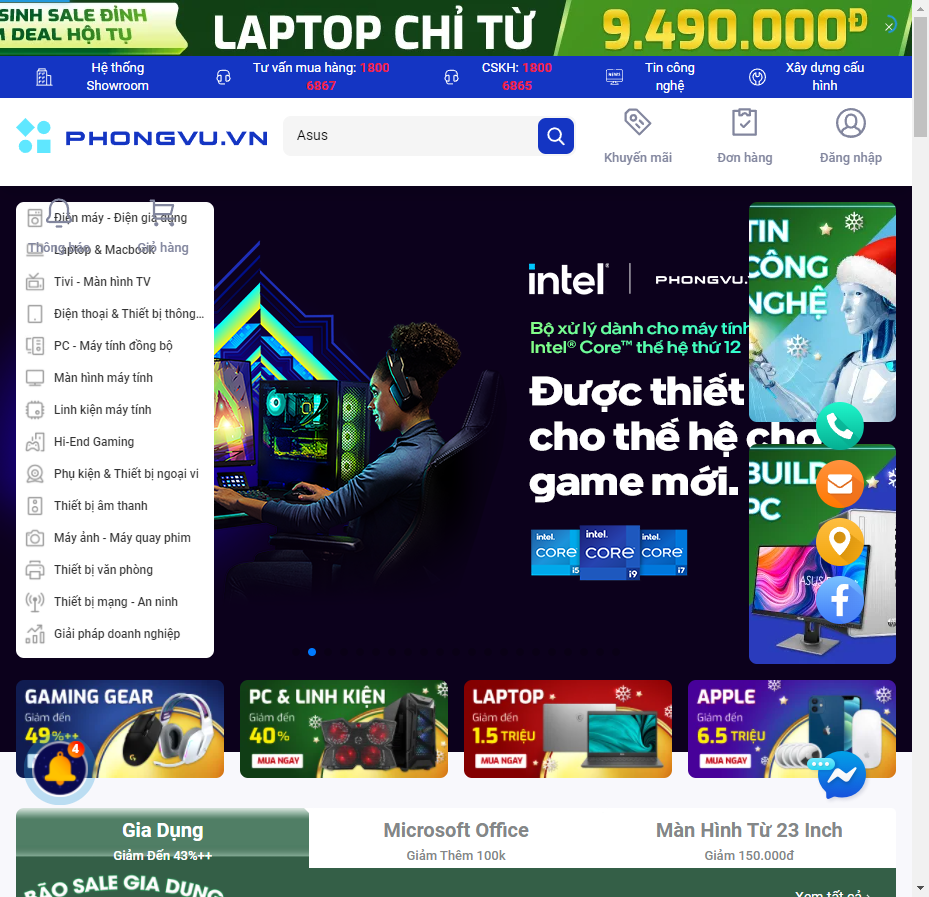 SINH SALE ĐỈNH
M DEAL HỘI TỤ
LAPTOP CHỈ TỪ
9.490.000Đ
Hệ thống
Showroom
Tư vấn mua hàng: 1800
6867
CSKH: 1800
6865
NEWS
Tin công
nghệ
Xây dựng cấu
hình
PHONGVU.VN
Asus
Khuyến mãi
Đơn hàng
Đăng nhập
Thông báo
Giỏ hàng
Điện máy - Điện gia dụng
Laptop & Macbook
Tivi - Màn hình TV
Điện thoại & Thiết bị thông...
PC - Máy tính đồng bộ
Màn hình máy tính
Linh kiện máy tính
Hi-End Gaming
Phụ kiện & Thiết bị ngoại vi
Thiết bị âm thanh
Máy ảnh - Máy quay phim
Thiết bị văn phòng
Thiết bị mạng - An ninh
Giải pháp doanh nghiệp
intel
PHONGVU.
Bộ xử lý dành cho máy tính
Intel® Core™ thế hệ thứ 12
Được thiết
cho thế hệ cho
game mới.
intel.
CORE
i5
intel.
CORE
i9
intel.
CORE
i7
TIN
CÔNG
NGHỆ
BUILD
PC
GAMING GEAR
Giảm đến
49%++
PC & LINH KIỆN
Giảm đến
40%
MUA NGAY
LAPTOP
Giảm đến
1.5 TRIỆU
MUA NGAY
APPLE
Giảm đến
6.5 TRIỆU
MUA NGAY
4
Gia Dụng
Giảm Đến 43%++
Microsoft Office
Giảm Thêm 100k
Màn Hình Từ 23 Inch
Giảm 150.000đ
BÃO SALE GIA DỤNG
Xem tất cả ›